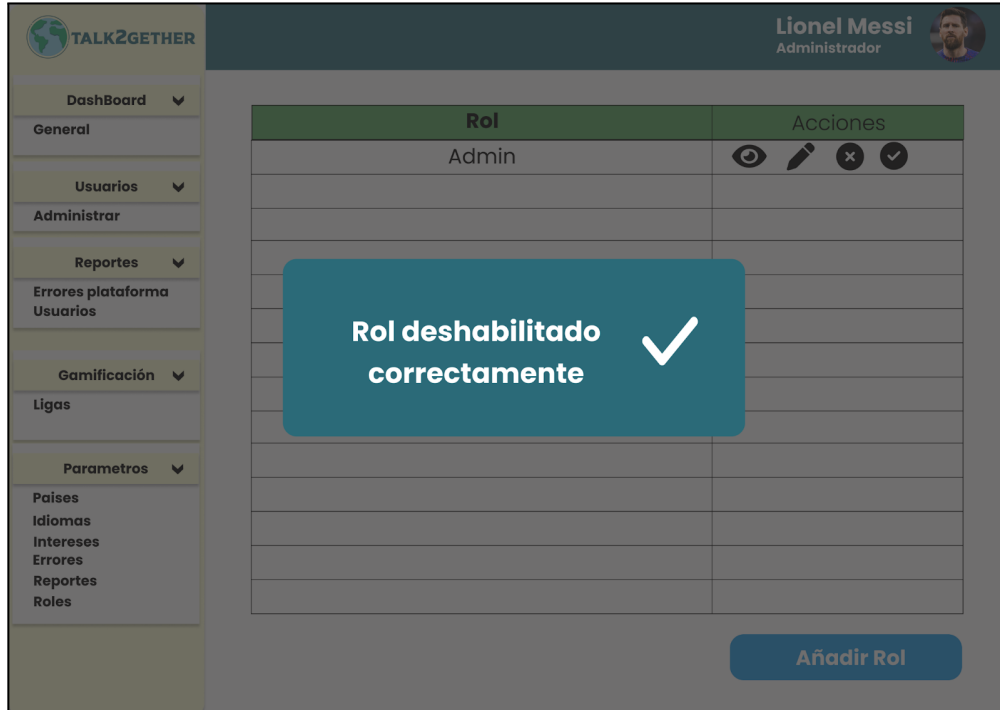 TALK2GETHER
Lionel Messi
Administrador
DashBoard
General
Usuarios
Administrar
Reportes
Errores plataforma
Usuarios
Gamificación
Ligas
Parametros
Paises
Idiomas
Intereses
Errores
Reportes
Roles
Rol
Acciones
Admin
Rol deshabilitado
correctamente
Añadir Rol